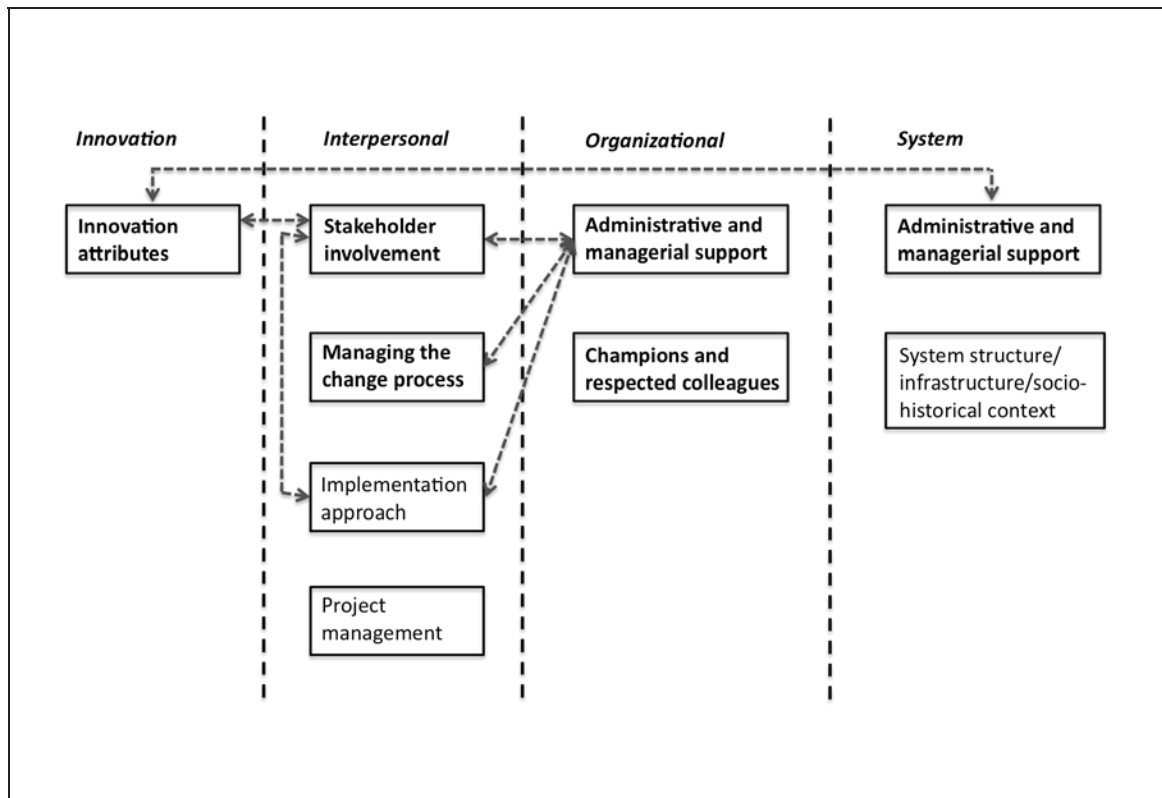 Innovation
Interpersonal
Organizational
System
Innovation
attributes
Stakeholder
involvement
Administrative and
managerial support
Administrative and
managerial support
Managing the
change process
Champions and
respected colleagues
System structure/
infrastructure/socio-
historical context
Implementation
approach
Project
management